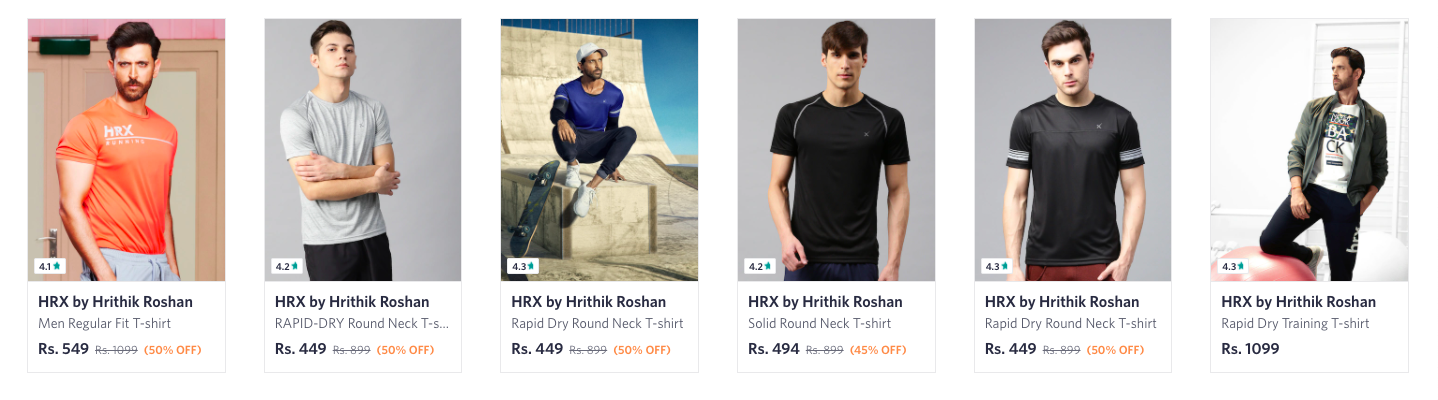 HRX
RUNNING
BA
CK
hrx
4.1
4.2
4.3
4.2
4.3
4.3
HRX by Hrithik Roshan
Men Regular Fit T-shirt
Rs. 549 Rs. 1099 (50% OFF)
HRX by Hrithik Roshan
RAPID-DRY Round Neck T-s...
Rs. 449 Rs. 899 (50% OFF)
HRX by Hrithik Roshan
Rapid Dry Round Neck T-shirt
Rs. 449 Rs. 899 (50% OFF)
HRX by Hrithik Roshan
Solid Round Neck T-shirt
Rs. 494 Rs. 899 (45% OFF)
HRX by Hrithik Roshan
Rapid Dry Round Neck T-shirt
Rs. 449 Rs. 899 (50% OFF)
HRX by Hrithik Roshan
Rapid Dry Training T-shirt
Rs. 1099